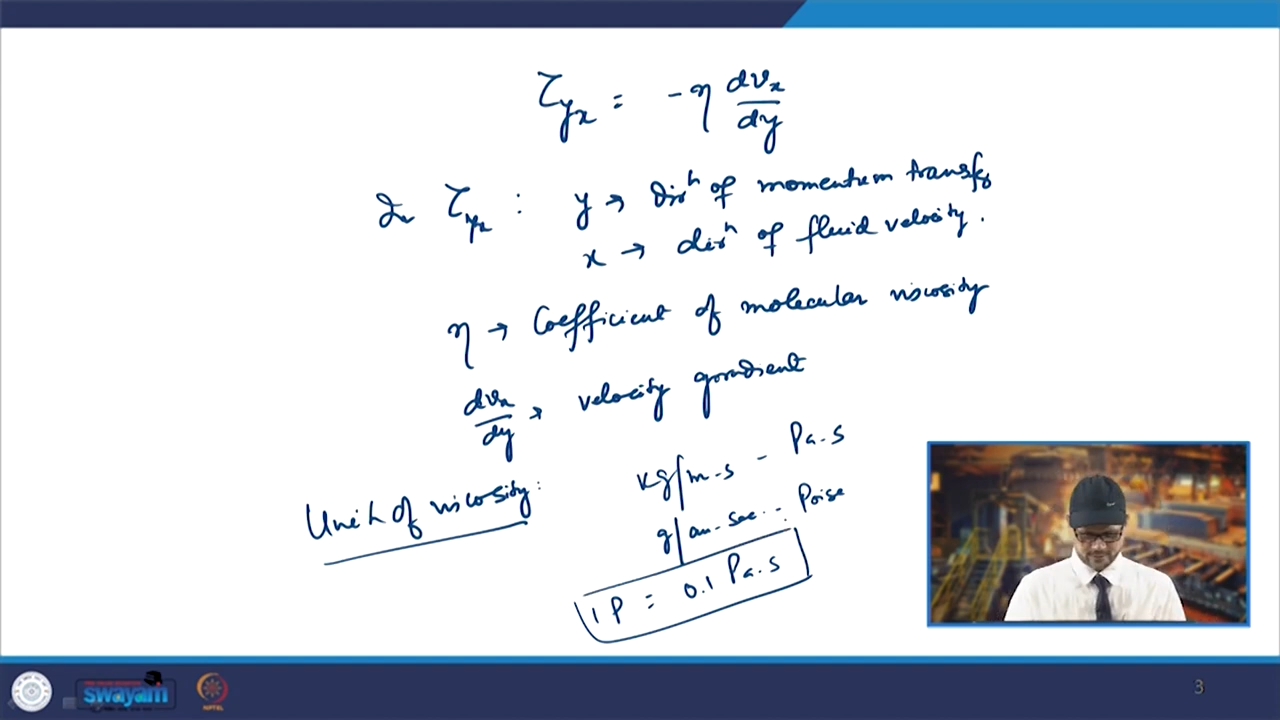 τyx = -η dvx/dy
In τyx : y → dirn of momentum transfer
x → dirn of fluid velocity.
η → Coefficient of molecular viscosity
dvx/dy → velocity gradient
Unit of viscosity: kg/m.s - Pa.s
g/cm-sec - Poise
1 P = 0.1 Pa.s
swayam
NPTEL
3